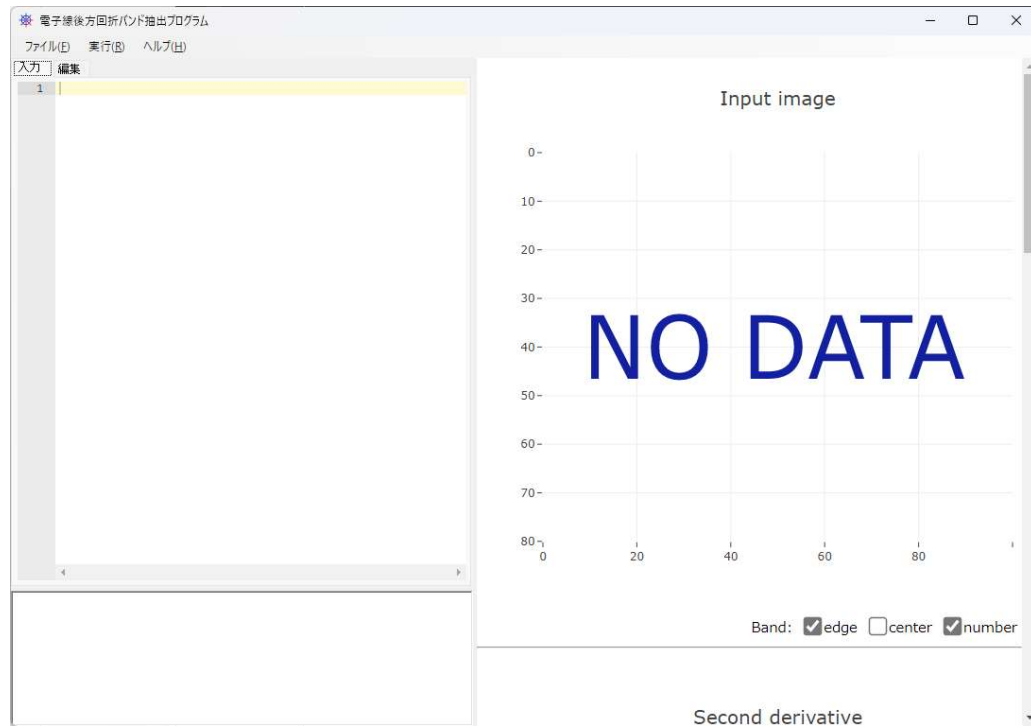 電子線後方回折バンド抽出プログラム
ファイル(F) 実行(R) ヘルプ(H)
入力 編集
1
Input image
0
10
20
30
40
50
60
70
80
0 20 40 60 80
NO DATA
Band: edge center number
Second derivative